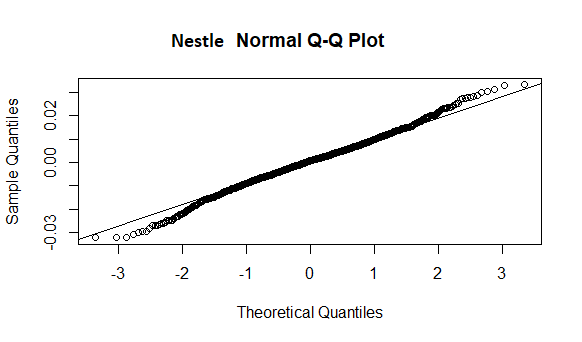 Nestle Normal Q-Q Plot
Sample Quantiles
0.02
0.00
-0.03
-3 -2 -1 0 1 2 3
Theoretical Quantiles